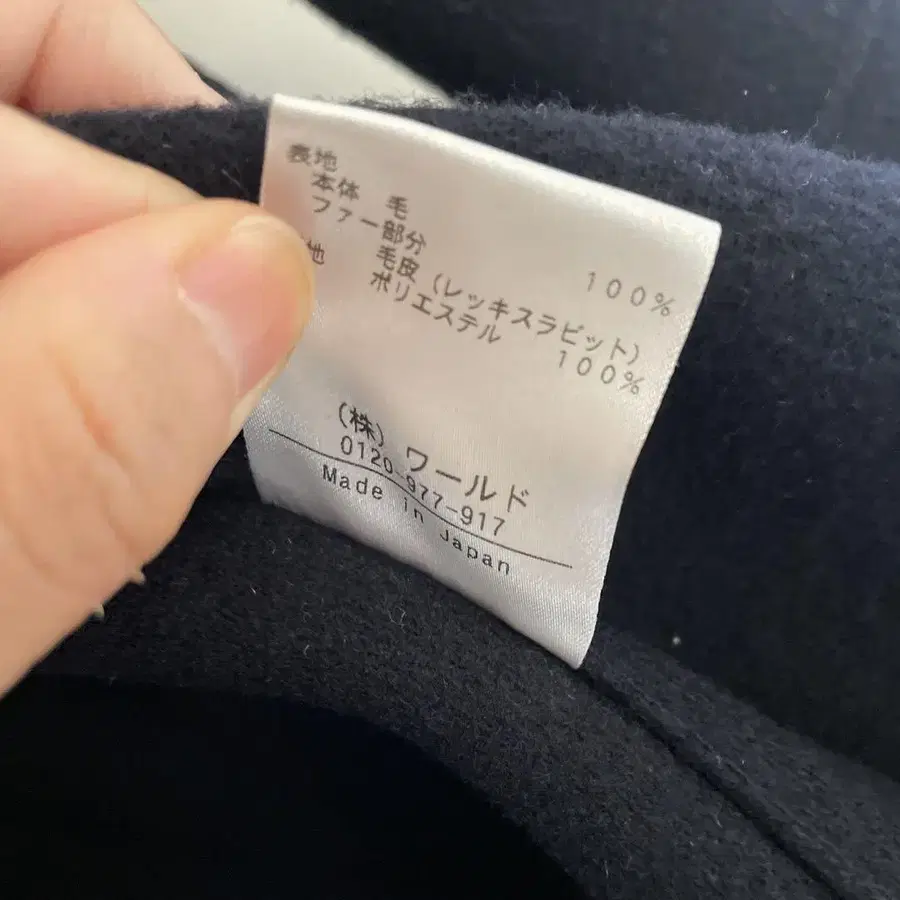 表地
本体 毛 100%
ファー部分
毛皮(レッキスラビット)
地 ポリエステル 100%
(株) ワールド
0120-977-917
Made in Japan